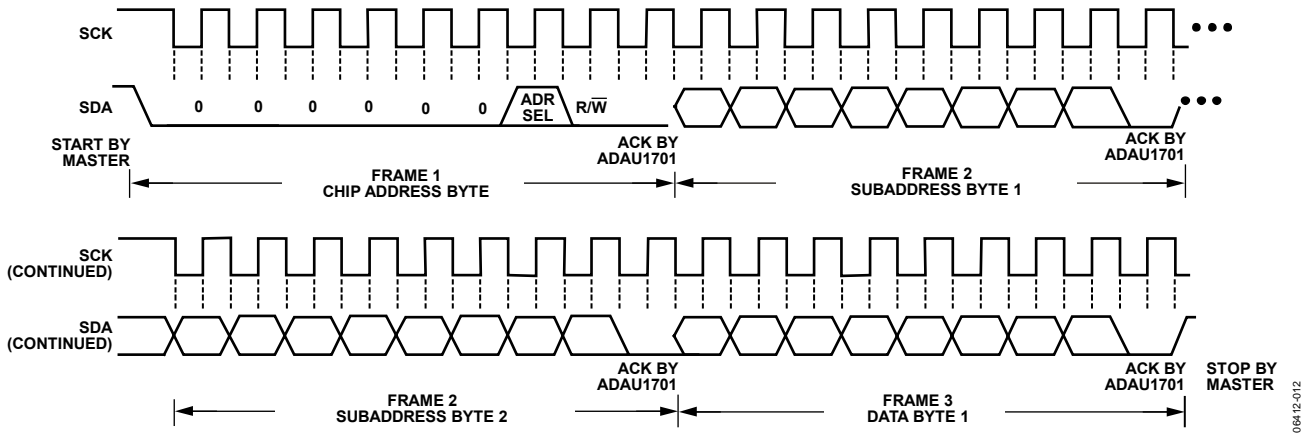 SCK
SDA
0 0 0 0 0 0 ADR SEL R/W̅
START BY
MASTER
ACK BY
ADAU1701
ACK BY
ADAU1701
FRAME 1
CHIP ADDRESS BYTE
FRAME 2
SUBADDRESS BYTE 1
SCK
(CONTINUED)
SDA
(CONTINUED)
ACK BY
ADAU1701
ACK BY
ADAU1701
STOP BY
MASTER
FRAME 2
SUBADDRESS BYTE 2
FRAME 3
DATA BYTE 1
06412-012